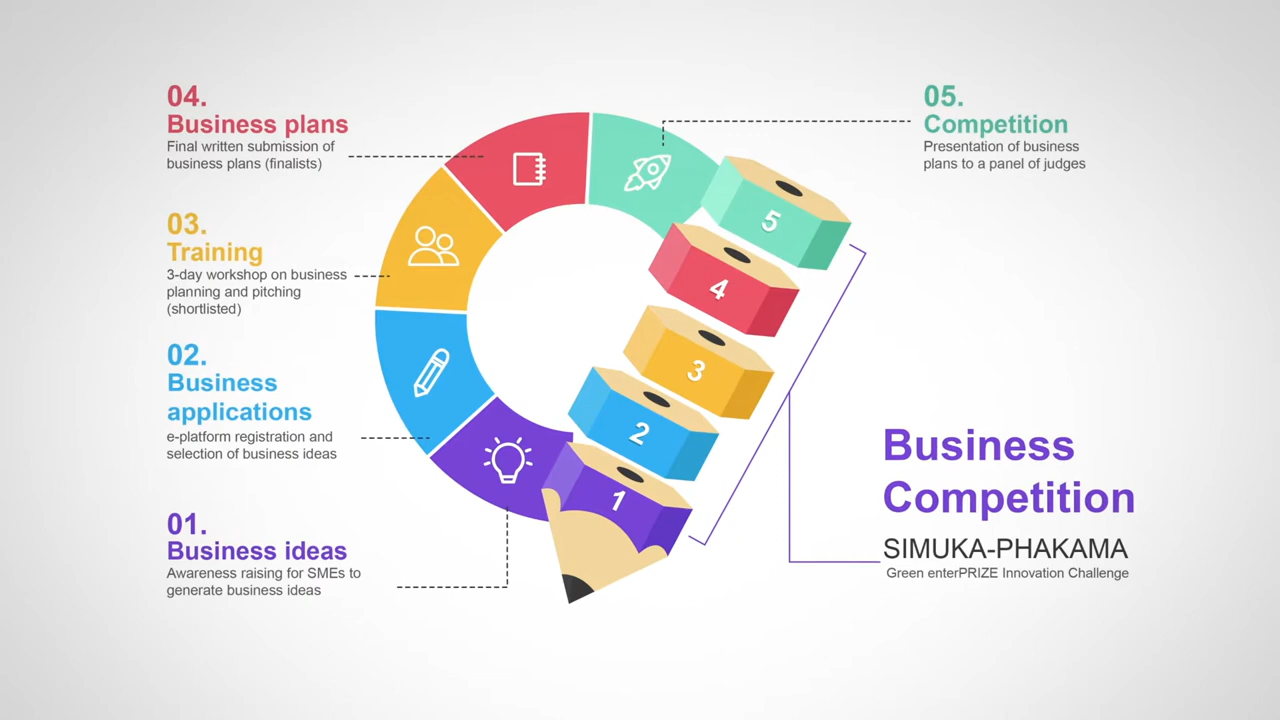 04.
Business plans
Final written submission of
business plans (finalists)
03.
Training
3-day workshop on business
planning and pitching
(shortlisted)
02.
Business
applications
e-platform registration and
selection of business ideas
01.
Business ideas
Awareness raising for SMEs to
generate business ideas
5
4
3
2
1
05.
Competition
Presentation of business
plans to a panel of judges
Business
Competition
SIMUKA-PHAKAMA
Green enterPRIZE Innovation Challenge